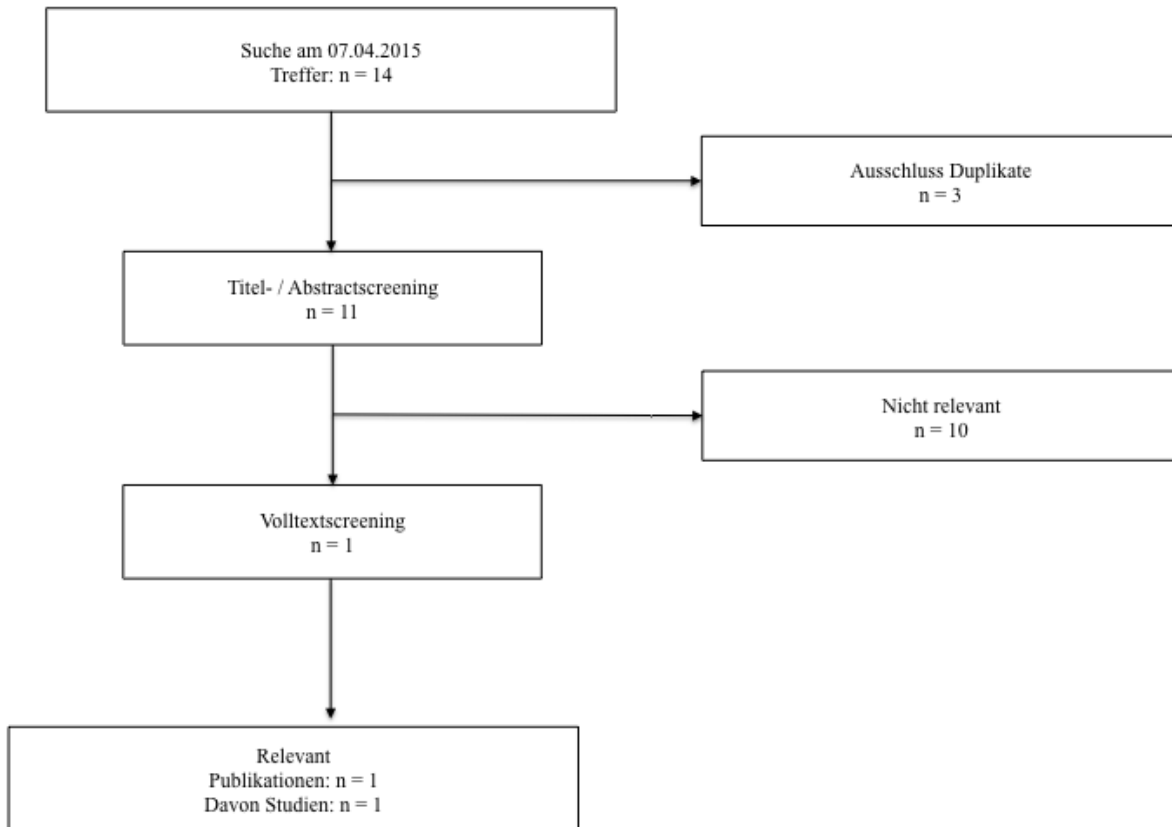 Suche am 07.04.2015
Treffer: n = 14
Ausschluss Duplikate
n = 3
Titel- / Abstractscreening
n = 11
Nicht relevant
n = 10
Volltextscreening
n = 1
Relevant
Publikationen: n = 1
Davon Studien: n = 1